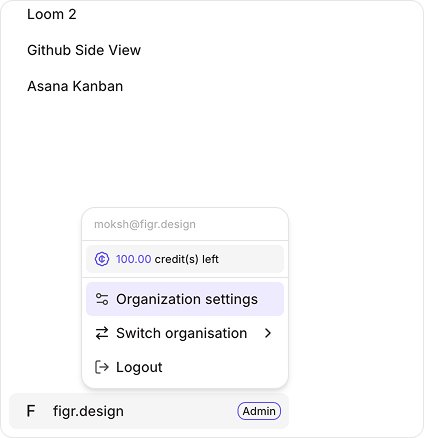 Loom 2
Github Side View
Asana Kanban
moksh@figr.design
100.00 credit(s) left
Organization settings
Switch organisation
Logout
F figr.design Admin